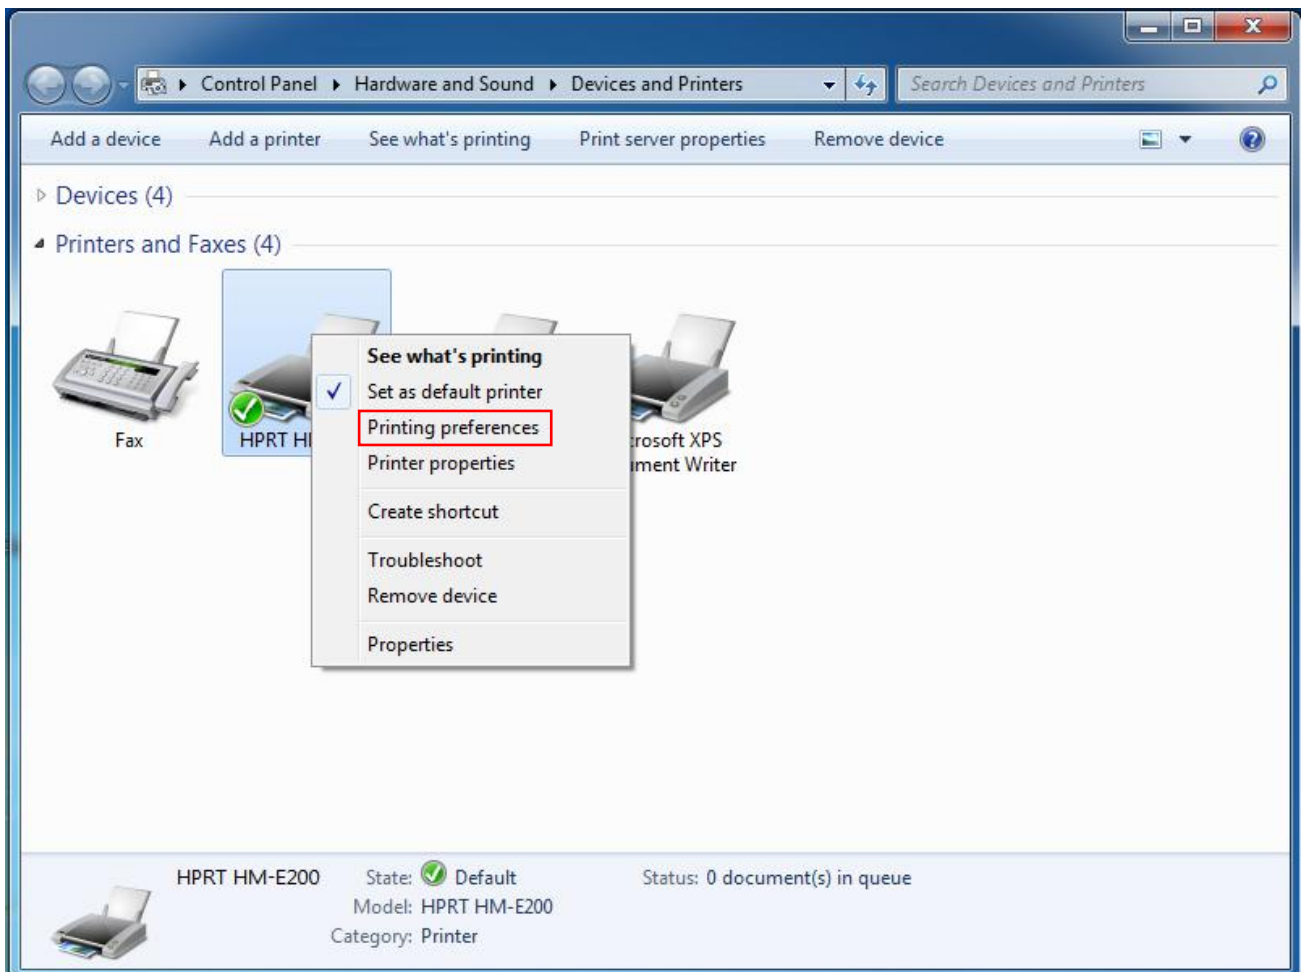 Control Panel Hardware and Sound Devices and Printers
Search Devices and Printers
Add a device Add a printer See what's printing Print server properties Remove device
Devices (4)
Printers and Faxes (4)
Fax
HPRT
XPS
Writer
See what's printing
Set as default printer
Printing preferences
Printer properties
Create shortcut
Troubleshoot
Remove device
Properties
HPRT HM-E200 State: Default Status: 0 document(s) in queue
Model: HPRT HM-E200
Category: Printer